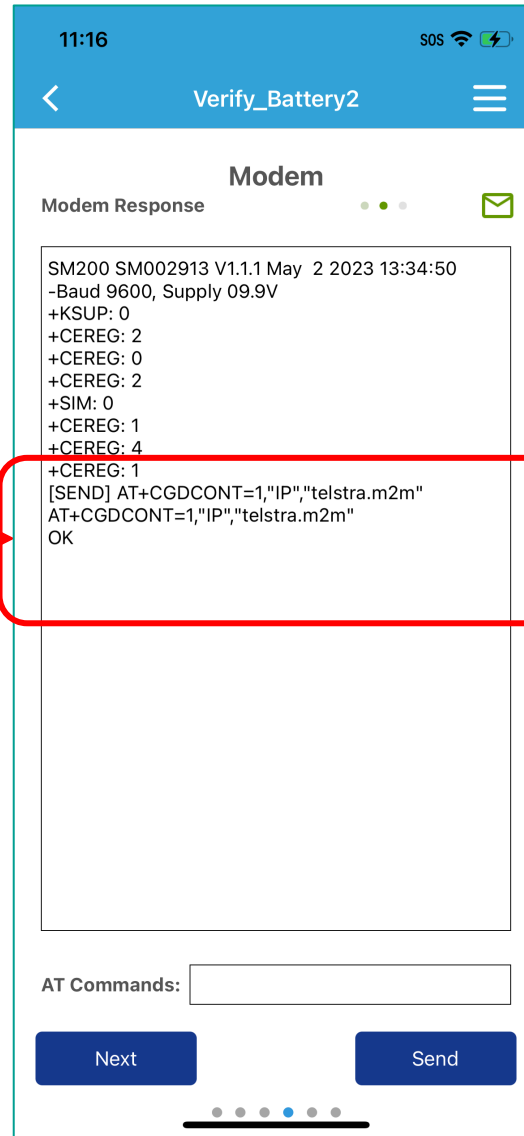 11:16 SOS
Verify_Battery2
Modem
Modem Response
SM200 SM002913 V1.1.1 May  2 2023 13:34:50
-Baud 9600, Supply 09.9V
+KSUP: 0
+CEREG: 2
+CEREG: 0
+CEREG: 2
+SIM: 0
+CEREG: 1
+CEREG: 4
+CEREG: 1
[SEND] AT+CGDCONT=1,"IP","telstra.m2m"
AT+CGDCONT=1,"IP","telstra.m2m"
OK
AT Commands:
Next Send